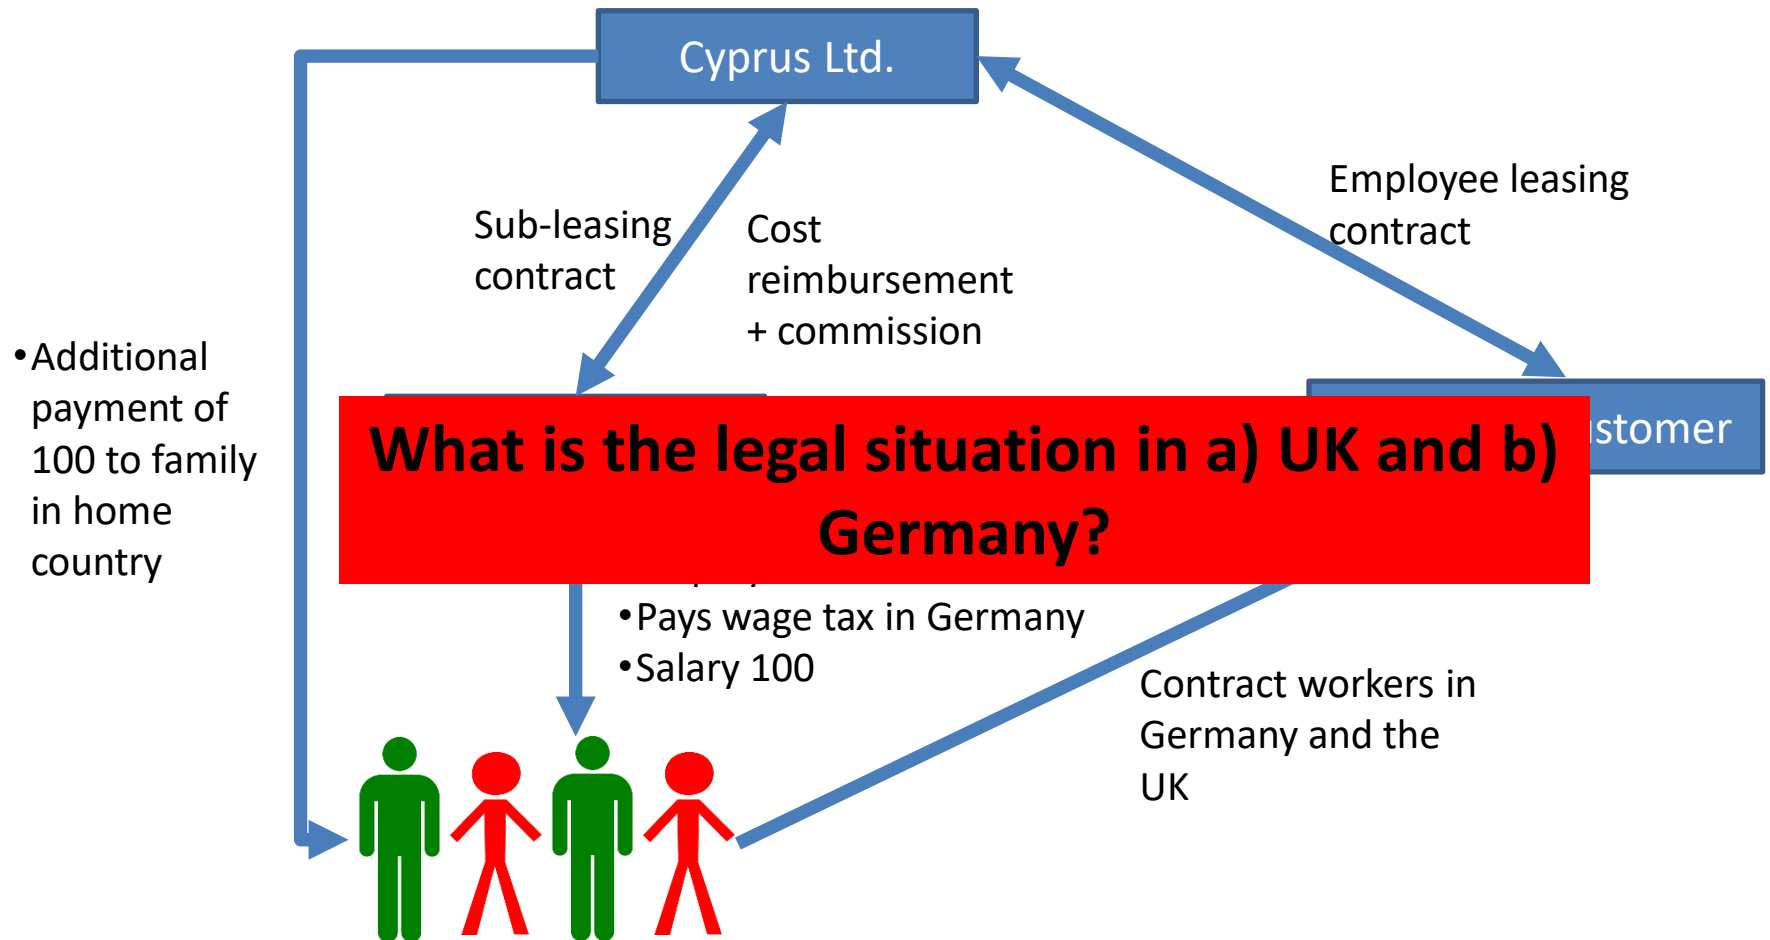 Cyprus Ltd.
Employee leasing
contract
Sub-leasing
contract
Cost
reimbursement
+ commission
•Additional
payment of
100 to family
in home
country
What is the legal situation in a) UK and b)
Germany?
•Pays wage tax in Germany
•Salary 100
Contract workers in
Germany and the
UK